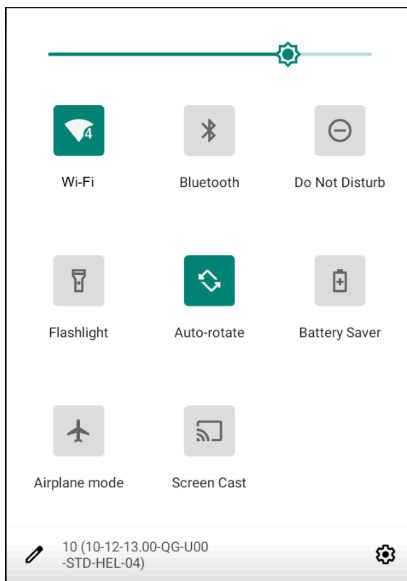 4
Wi-Fi
Bluetooth
Do Not Disturb
Flashlight
Auto-rotate
Battery Saver
Airplane mode
Screen Cast
10 (10-12-13.00-QG-U00
-STD-HEL-04)